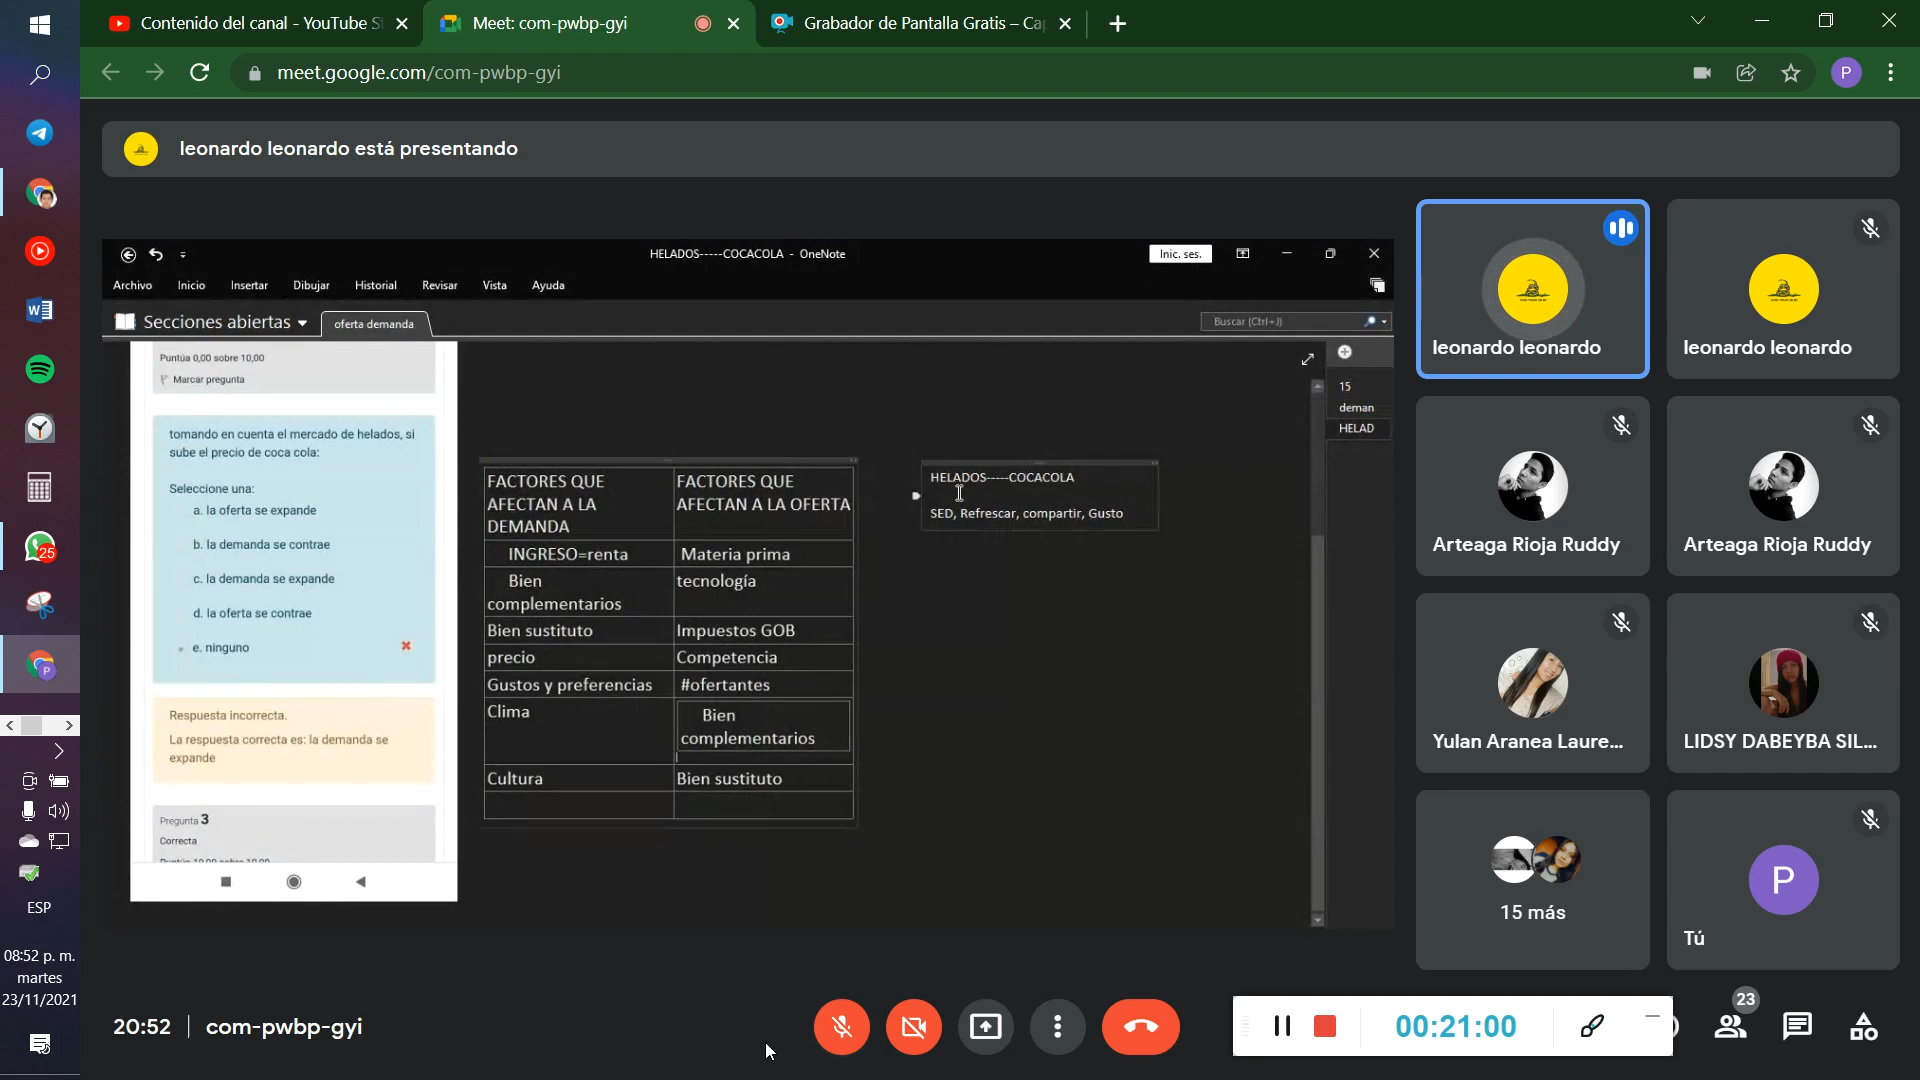 Contenido del canal - YouTube S
Meet: com-pwbp-gyi
Grabador de Pantalla Gratis – Ca
meet.google.com/com-pwbp-gyi
P
leonardo leonardo está presentando
HELADOS-----COCACOLA - OneNote
Inic. ses.
Archivo
Inicio
Insertar
Dibujar
Historial
Revisar
Vista
Ayuda
Secciones abiertas
oferta demanda
Buscar (Ctrl+J)
Puntúa 0,00 sobre 10,00
Marcar pregunta
tomando en cuenta el mercado de helados, si
sube el precio de coca cola:
Seleccione una:
a. la oferta se expande
b. la demanda se contrae
c. la demanda se expande
d. la oferta se contrae
e. ninguno
Respuesta incorrecta.
La respuesta correcta es: la demanda se
expande
Pregunta 3
Correcta
Puntúa 10,00 sobre 10,00
FACTORES QUE
AFECTAN A LA
DEMANDA
FACTORES QUE
AFECTAN A LA OFERTA
INGRESO=renta
Materia prima
Bien
complementarios
tecnología
Bien sustituto
Impuestos GOB
precio
Competencia
Gustos y preferencias
#ofertantes
Clima
Bien
complementarios
Cultura
Bien sustituto
HELADOS-----COCACOLA
SED, Refrescar, compartir, Gusto
15
deman
HELAD
leonardo leonardo
leonardo leonardo
Arteaga Rioja Ruddy
Arteaga Rioja Ruddy
Yulan Aranea Laure...
LIDSY DABEYBA SIL...
15 más
P
Tú
25
P
ESP
08:52 p. m.
martes
23/11/2021
20:52
com-pwbp-gyi
00:21:00
23